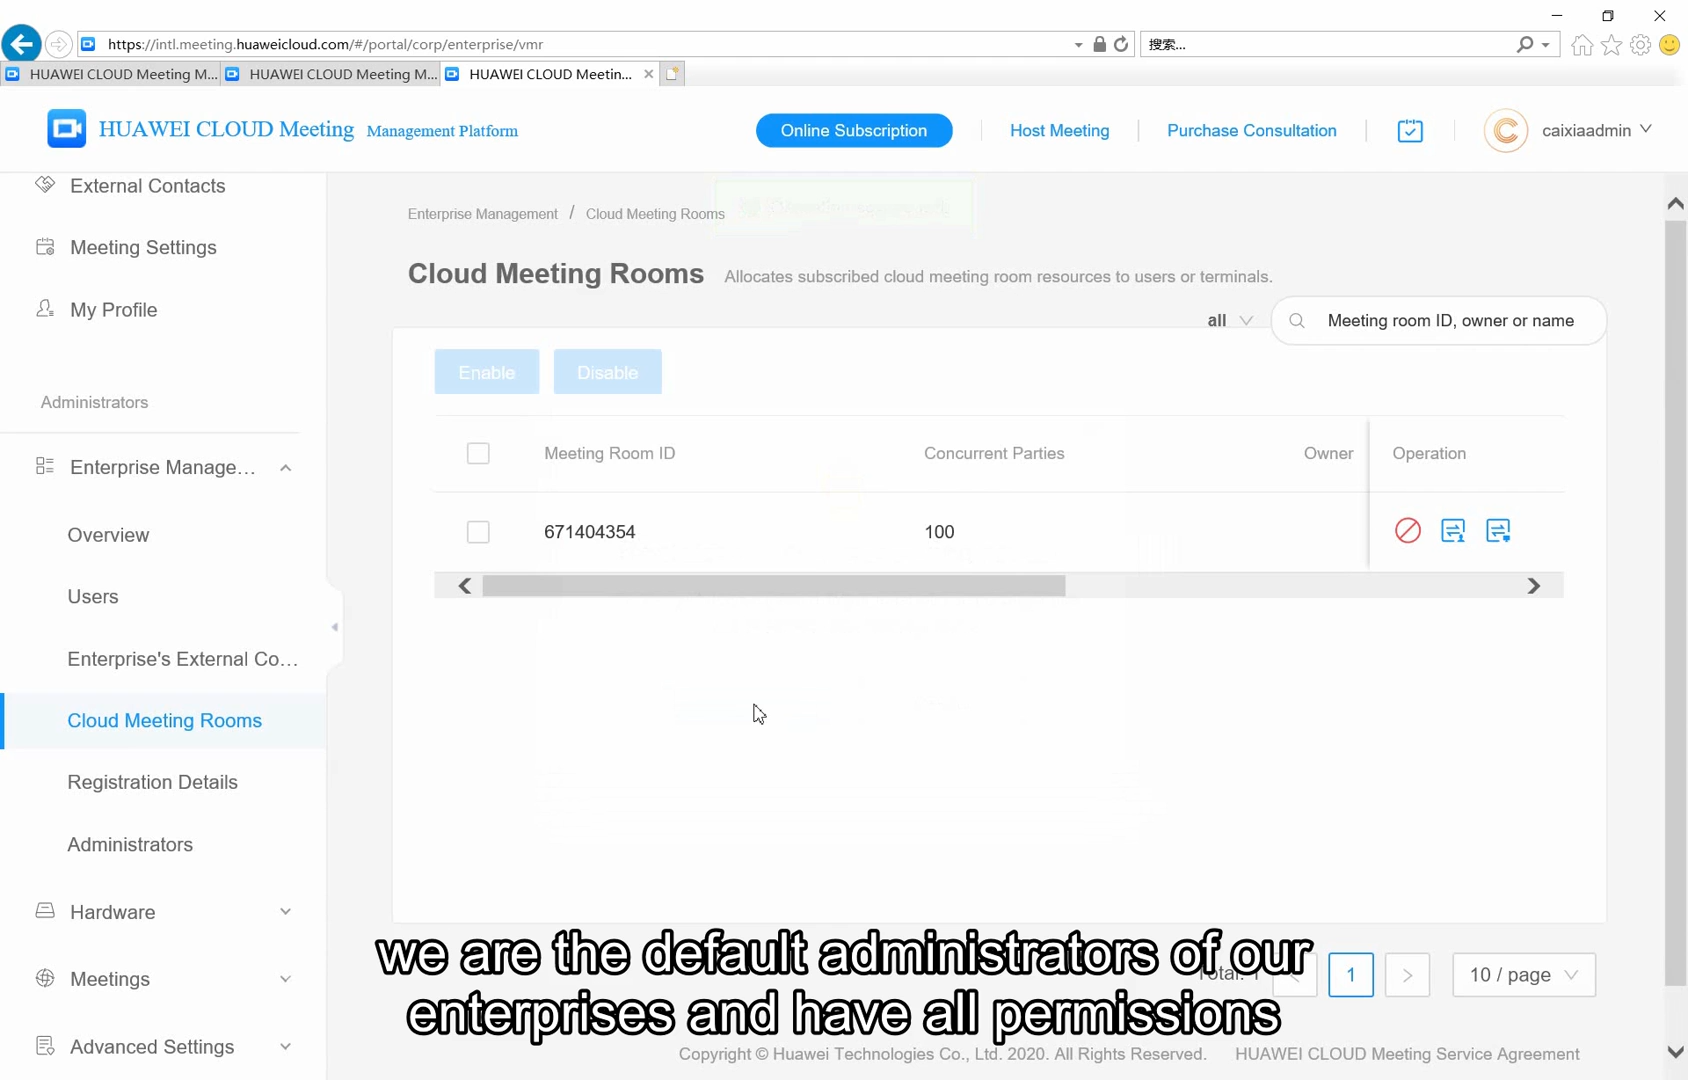 https://intl.meeting.huaweicloud.com/#/portal/corp/enterprise/vmr
搜索...
HUAWEI CLOUD Meeting M...
HUAWEI CLOUD Meeting M...
HUAWEI CLOUD Meetin...
HUAWEI CLOUD Meeting Management Platform
Online Subscription
Host Meeting
Purchase Consultation
C
caixiaadmin
External Contacts
Meeting Settings
My Profile
Administrators
Enterprise Manage...
Overview
Users
Enterprise's External Co...
Cloud Meeting Rooms
Registration Details
Administrators
Hardware
Meetings
Advanced Settings
Enterprise Management / Cloud Meeting Rooms
Cloud Meeting Rooms Allocates subscribed cloud meeting room resources to users or terminals.
all
Meeting room ID, owner or name
Enable Disable
Meeting Room ID Concurrent Parties Owner Operation
671404354 100
we are the default administrators of our
enterprises and have all permissions
Total: 1
1
10 / page
Copyright © Huawei Technologies Co., Ltd. 2020. All Rights Reserved. HUAWEI CLOUD Meeting Service Agreement